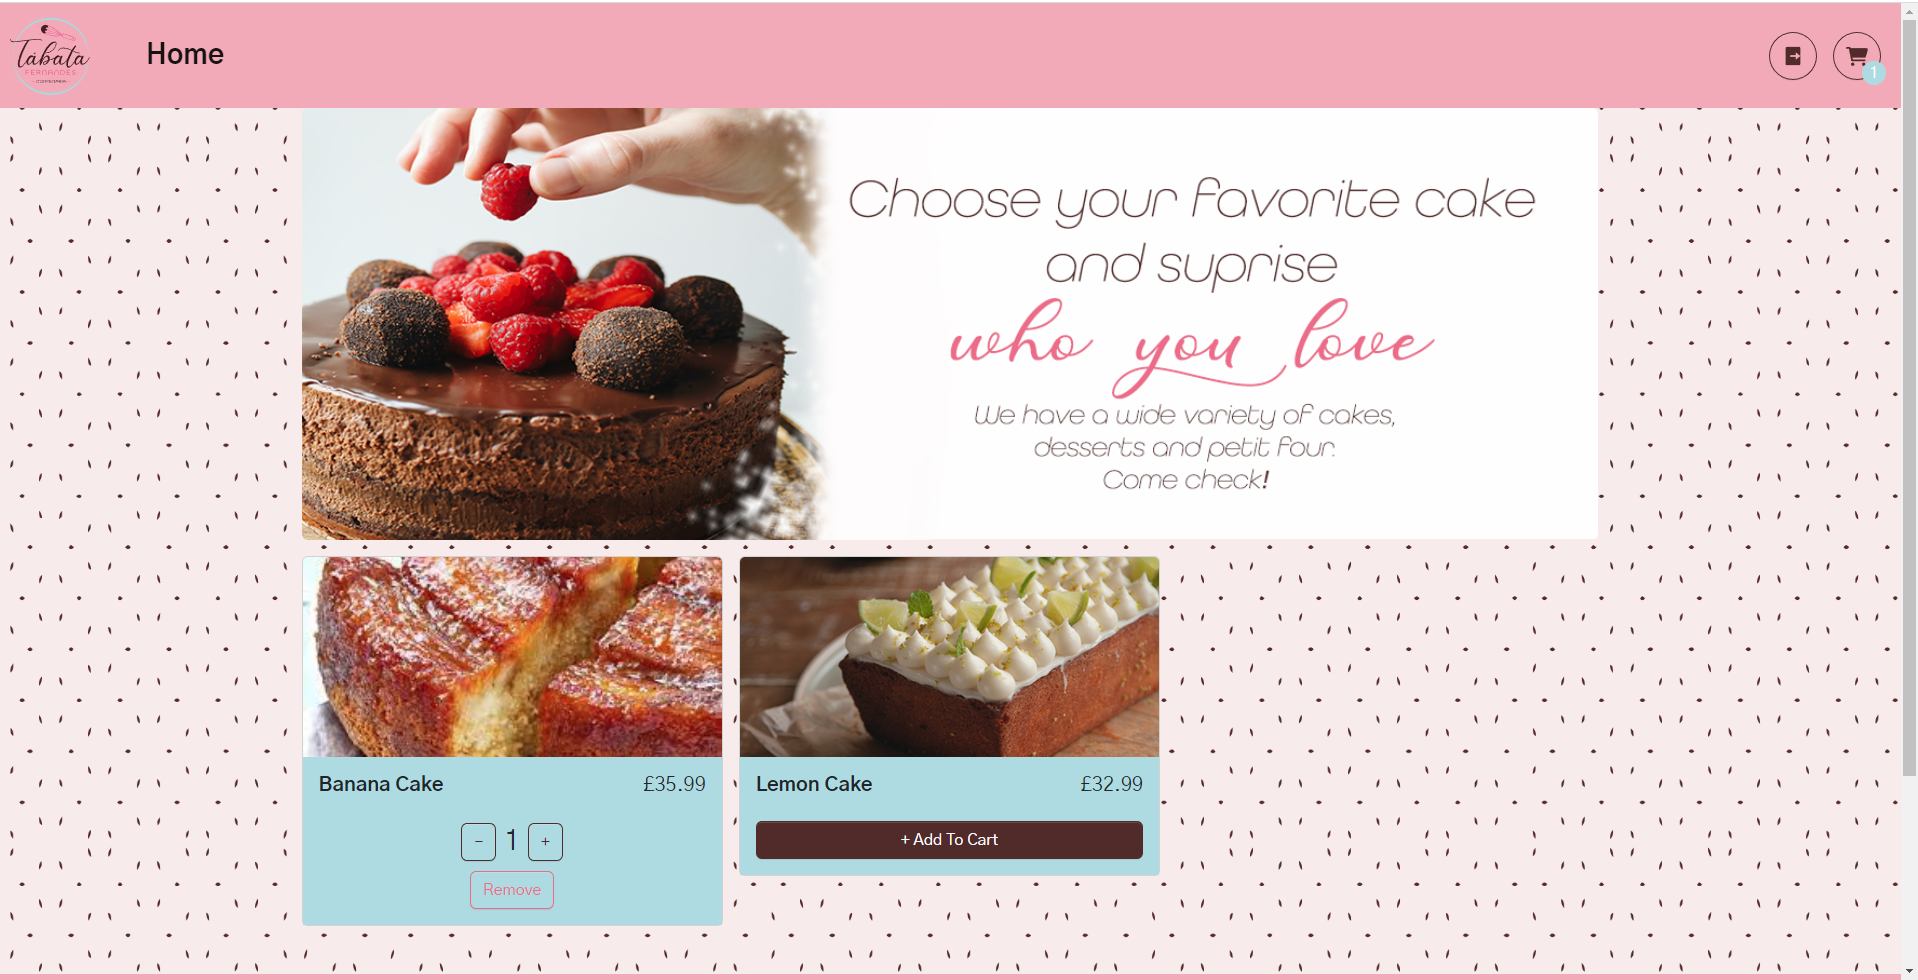 Tabata
FERNANDES
Home
1
Choose your favorite cake
and suprise
who you love
We have a wide variety of cakes,
desserts and petit four.
Come check!
Banana Cake
£35.99
- 1 +
Remove
Lemon Cake
£32.99
+ Add To Cart